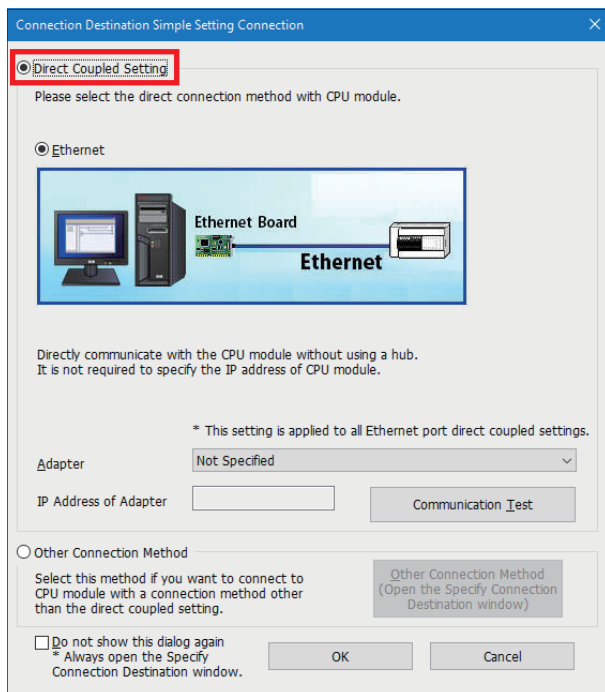 Connection Destination Simple Setting Connection
Direct Coupled Setting
Please select the direct connection method with CPU module.
Ethernet
Ethernet Board
Ethernet
Directly communicate with the CPU module without using a hub.
It is not required to specify the IP address of CPU module.
* This setting is applied to all Ethernet port direct coupled settings.
Adapter
Not Specified
IP Address of Adapter
Communication Test
Other Connection Method
Select this method if you want to connect to
CPU module with a connection method other
than the direct coupled setting.
Other Connection Method
(Open the Specify Connection
Destination window)
Do not show this dialog again
* Always open the Specify
Connection Destination window.
OK
Cancel